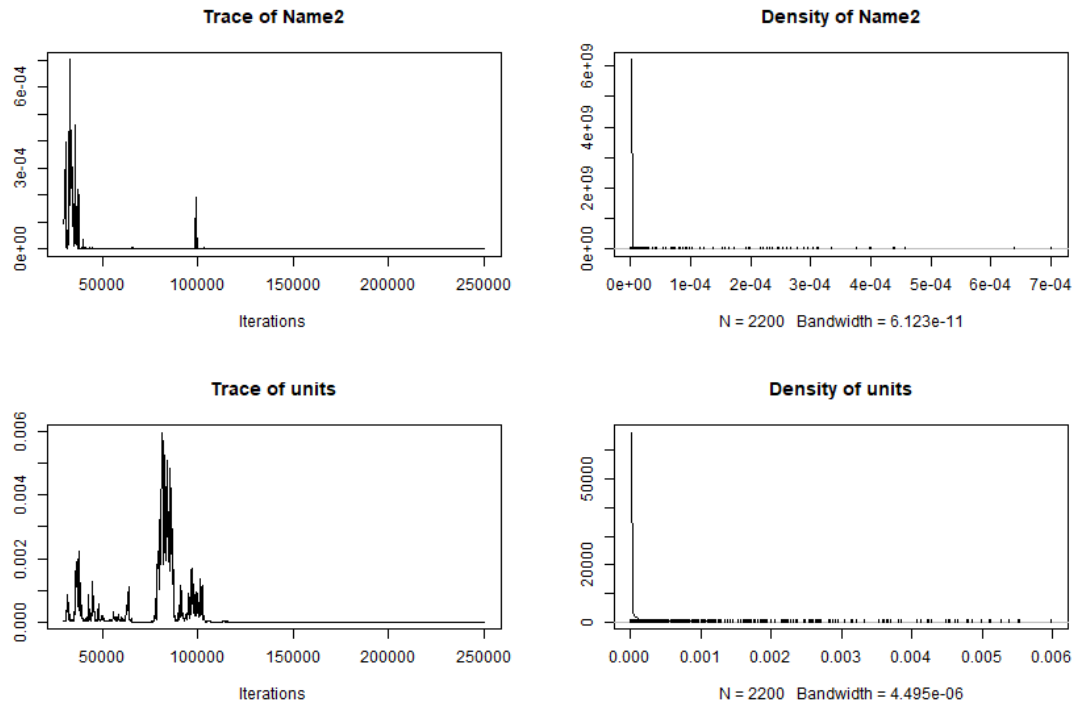 Trace of Name2
Density of Name2
6e-04
3e-04
0e+00
50000 100000 150000 200000 250000
Iterations
6e+09
4e+09
2e+09
0e+00
0e+00 1e-04 2e-04 3e-04 4e-04 5e-04 6e-04 7e-04
N = 2200 Bandwidth = 6.123e-11
Trace of units
Density of units
0.006
0.004
0.002
0.000
50000 100000 150000 200000 250000
Iterations
50000
20000
0
0.000 0.001 0.002 0.003 0.004 0.005 0.006
N = 2200 Bandwidth = 4.495e-06